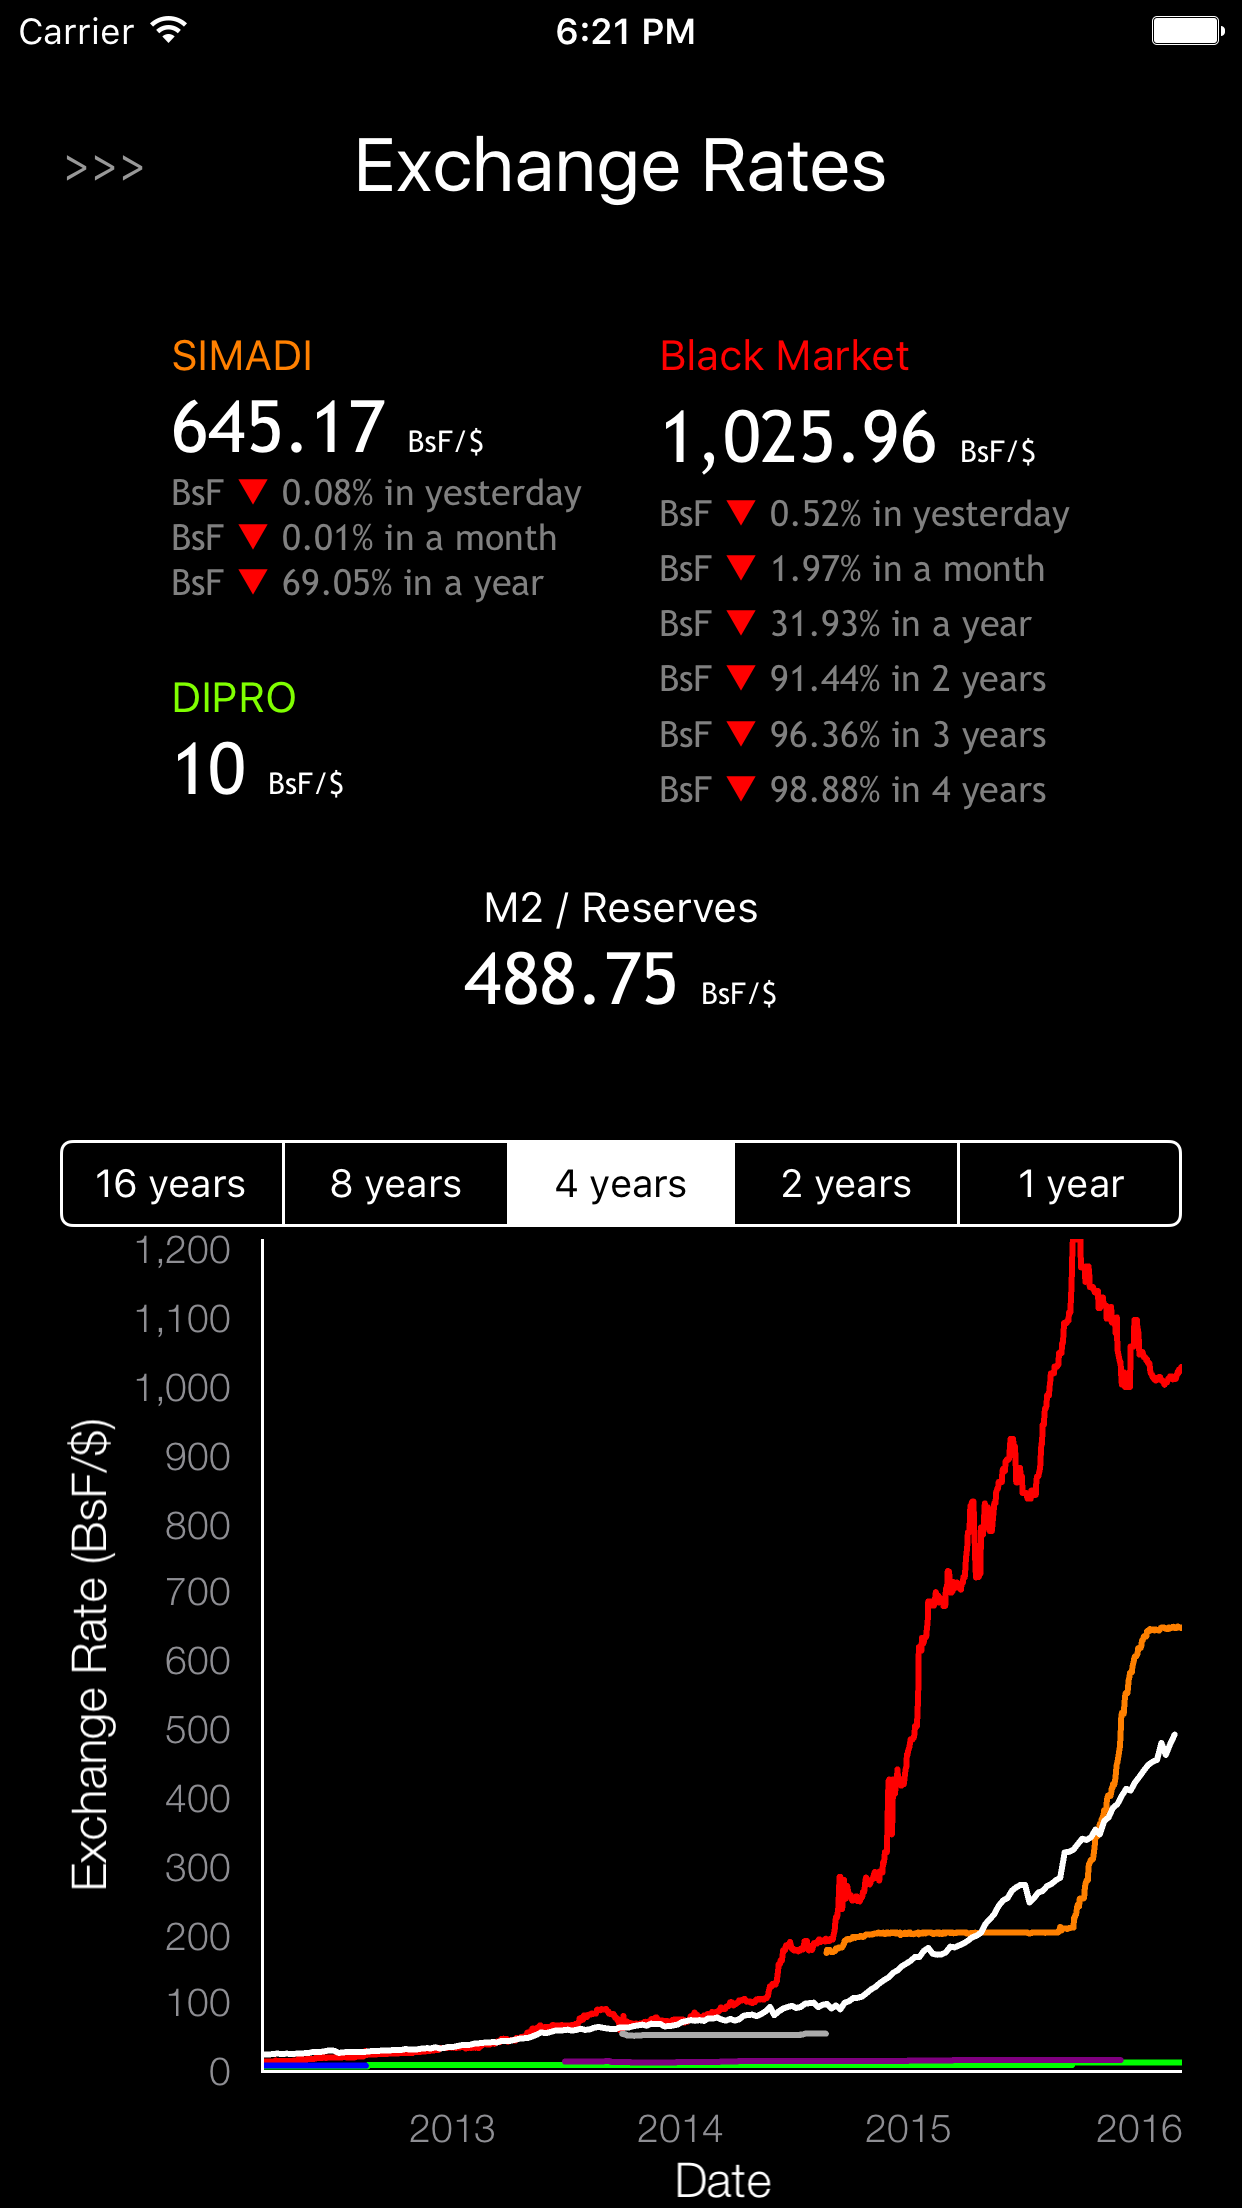 Carrier 6:21 PM
>>> Exchange Rates
SIMADI
645.17 BsF/$
BsF ▼ 0.08% in yesterday
BsF ▼ 0.01% in a month
BsF ▼ 69.05% in a year
DIPRO
10 BsF/$
Black Market
1,025.96 BsF/$
BsF ▼ 0.52% in yesterday
BsF ▼ 1.97% in a month
BsF ▼ 31.93% in a year
BsF ▼ 91.44% in 2 years
BsF ▼ 96.36% in 3 years
BsF ▼ 98.88% in 4 years
M2 / Reserves
488.75 BsF/$
16 years 8 years 4 years 2 years 1 year
Exchange Rate (BsF/$)
1,200
1,100
1,000
900
800
700
600
500
400
300
200
100
0
2013 2014 2015 2016
Date